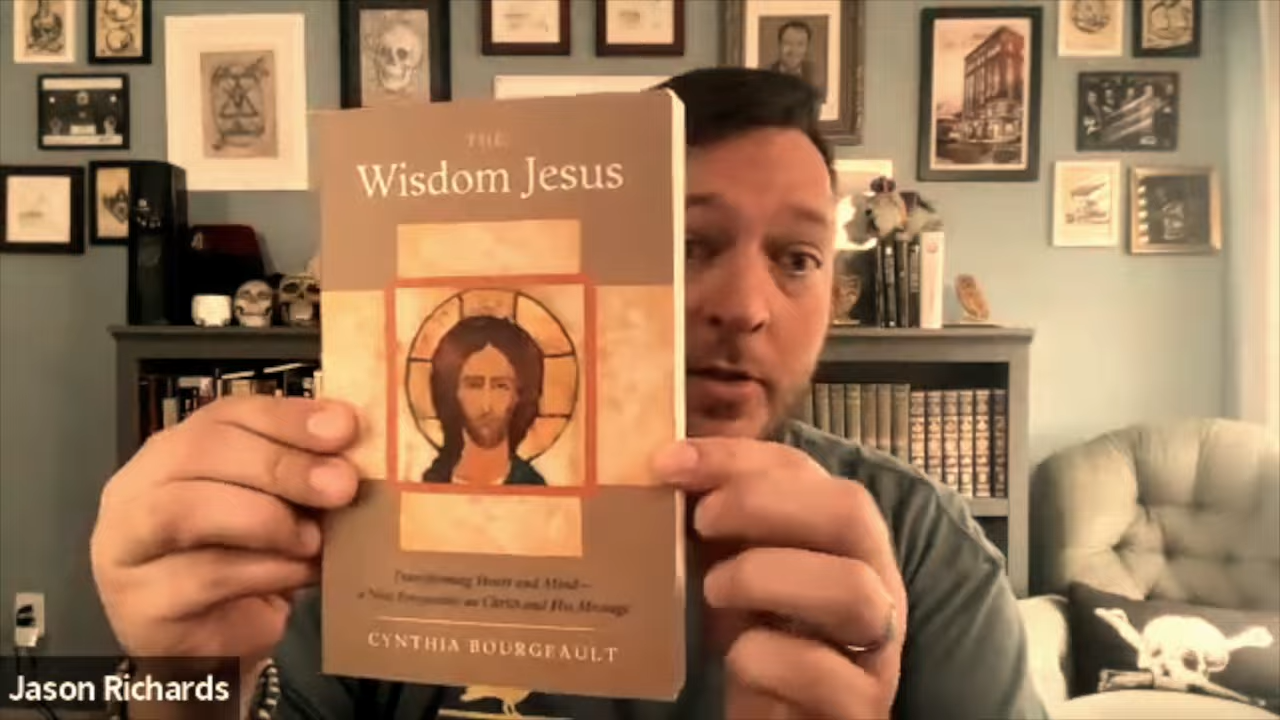 THE
Wisdom Jesus
Transforming Heart and Mind—
a New Perspective on Christ and His Message
CYNTHIA BOURGEAULT
Jason Richards